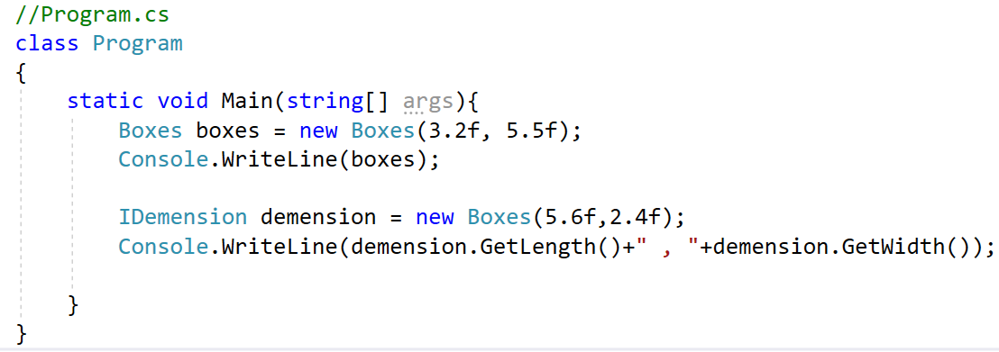 //Program.cs
class Program
{
static void Main(string[] args){
Boxes boxes = new Boxes(3.2f, 5.5f);
Console.WriteLine(boxes);
IDemension demension = new Boxes(5.6f,2.4f);
Console.WriteLine(demension.GetLength()+" , "+demension.GetWidth());
}
}